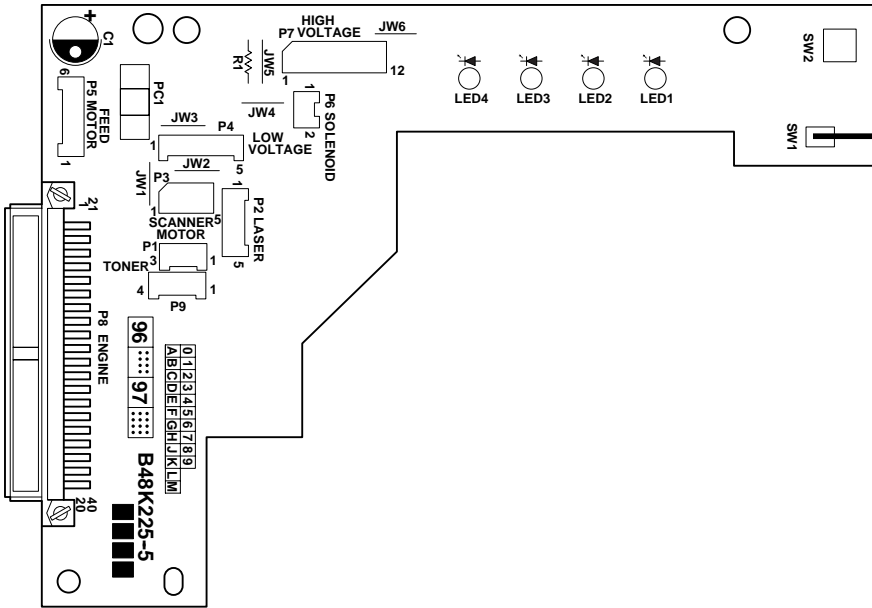 +
C1
HIGH
VOLTAGE
P7
JW6
1
12
R1
JW5
JW4
LED4
LED3
LED2
LED1
SW2
SW1
6
P5 MOTOR
FEED
1
PC1
JW3
P4
LOW
VOLTAGE
1
5
1
P6 SOLENOID
2
JW1
JW2
P3
1
5
SCANNER
MOTOR
1
P2 LASER
5
P1
3
1
TONER
4
1
P9
21
1
P8 ENGINE
40
20
96
97
0 1 2 3 4 5 6 7 8 9
A B C D E F G H J K L M
B48K225-5